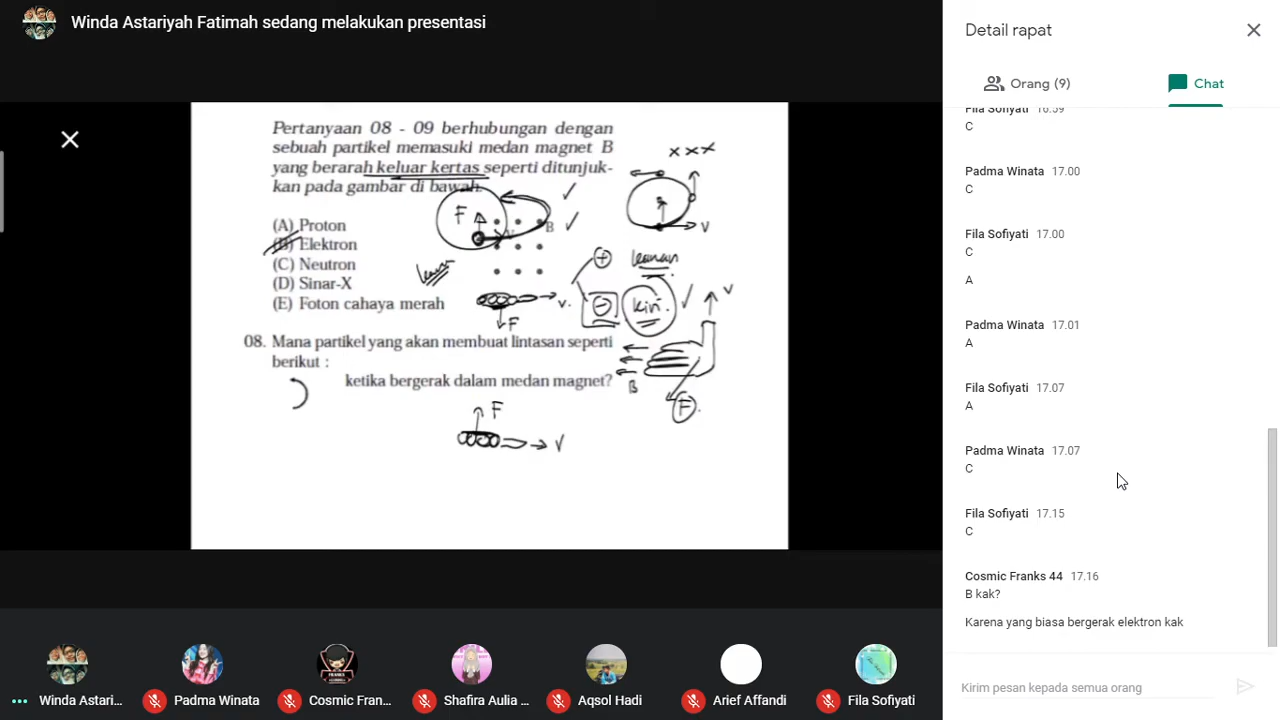 Winda Astariyah Fatimah sedang melakukan presentasi
Pertanyaan 08 - 09 berhubungan dengan
sebuah partikel memasuki medan magnet B
yang berarah keluar kertas seperti ditunjuk-
kan pada gambar di bawah.
(A) Proton
(B) Elektron
(C) Neutron
(D) Sinar-X
(E) Foton cahaya merah
08. Mana partikel yang akan membuat lintasan seperti
berikut :
ketika bergerak dalam medan magnet?
F
B
x x x
V
+ kanan
- kiri
V
F
V
B
F
F
V
Detail rapat
Orang (9)
Chat
Fila Sofiyati 16.59
C
Padma Winata 17.00
C
Fila Sofiyati 17.00
C
A
Padma Winata 17.01
A
Fila Sofiyati 17.07
A
Padma Winata 17.07
C
Fila Sofiyati 17.15
C
Cosmic Franks 44 17.16
B kak?
Karena yang biasa bergerak elektron kak
Kirim pesan kepada semua orang
Winda Astari...
Padma Winata
Cosmic Fran...
Shafira Aulia ...
Aqsol Hadi
Arief Affandi
Fila Sofiyati